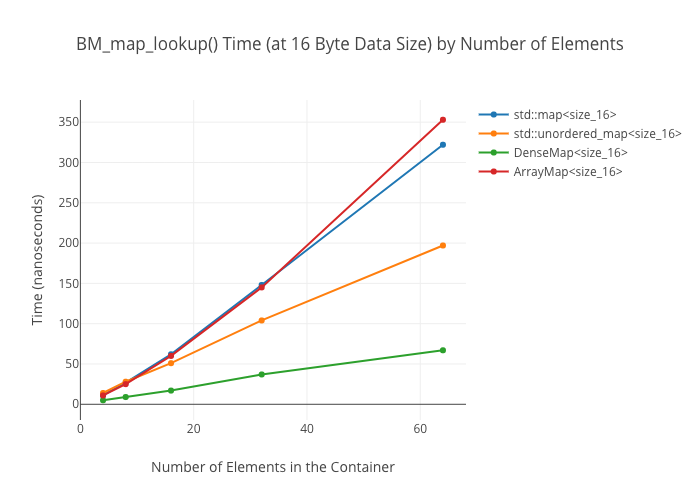 BM_map_lookup() Time (at 16 Byte Data Size) by Number of Elements
std::map<size_16>
std::unordered_map<size_16>
DenseMap<size_16>
ArrayMap<size_16>
Time (nanoseconds)
350
300
250
200
150
100
50
0
0 20 40 60
Number of Elements in the Container